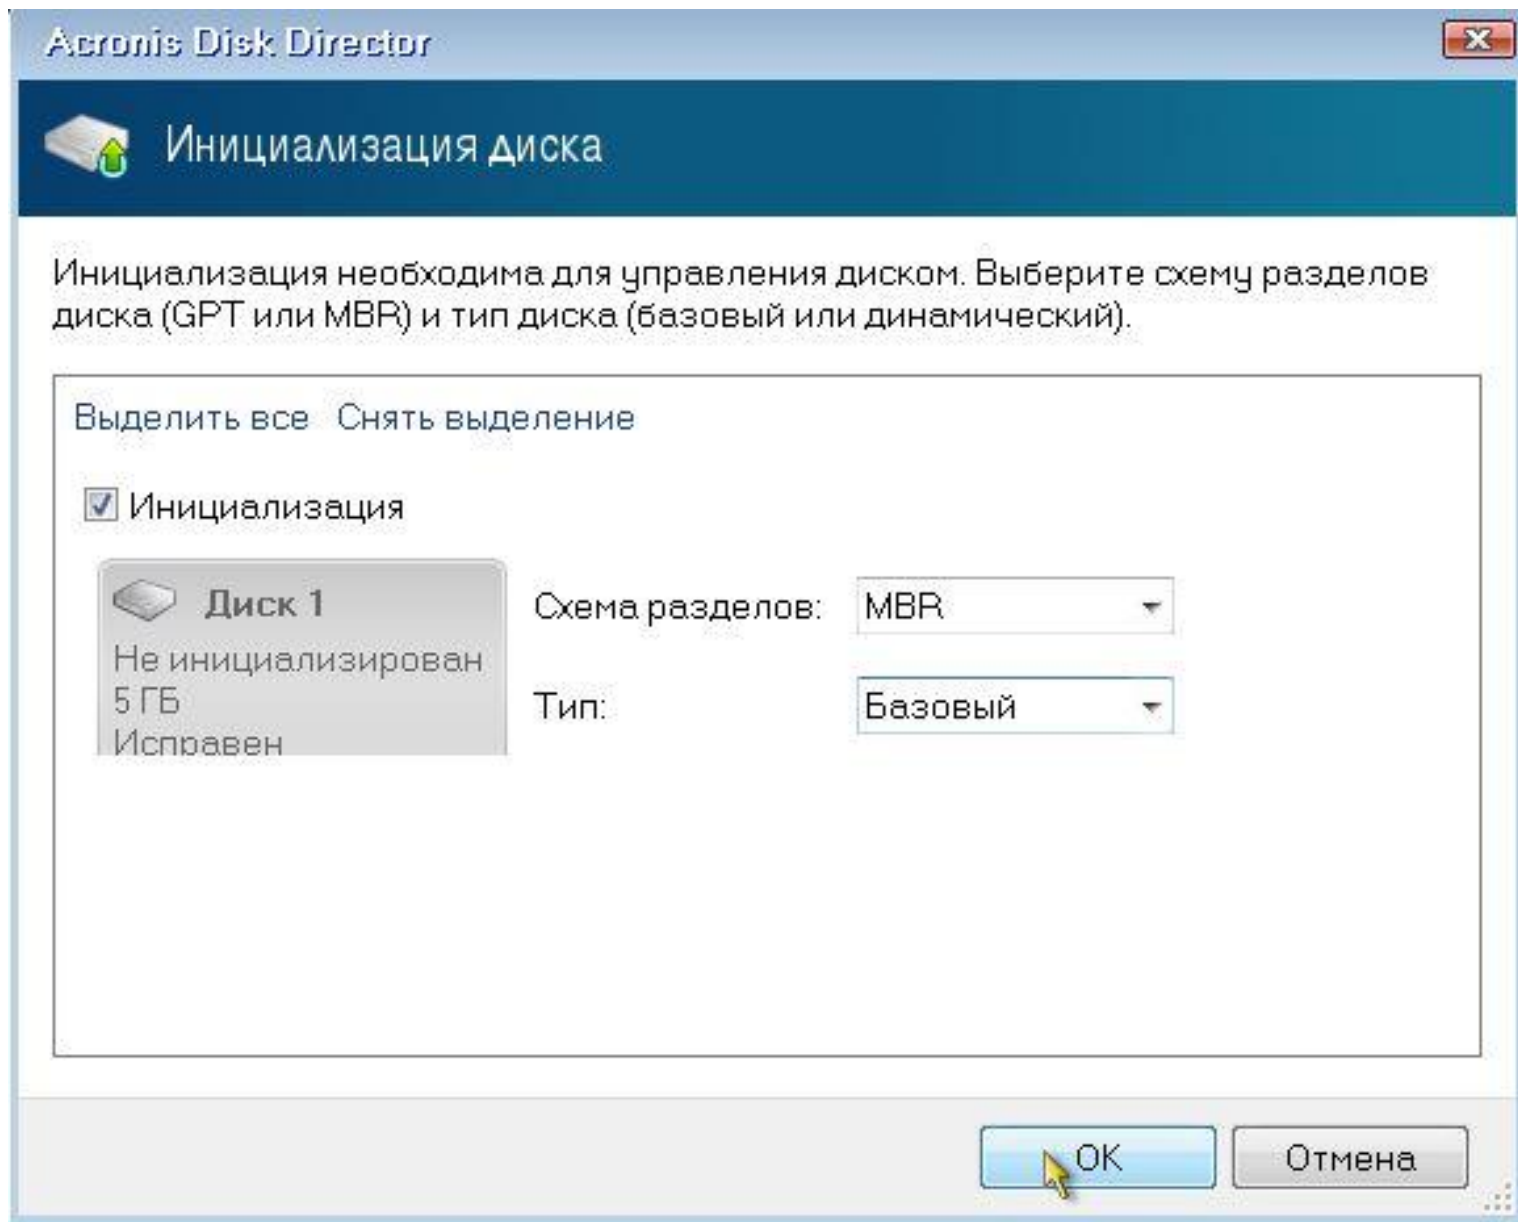 Acronis Disk Director
Инициализация диска
Инициализация необходима для управления диском. Выберите схему разделов
диска (GPT или MBR) и тип диска (базовый или динамический).
Выделить все Снять выделение
Инициализация
Диск 1
Не инициализирован
5 ГБ
Исправен
Схема разделов: MBR
Тип: Базовый
OK Отмена